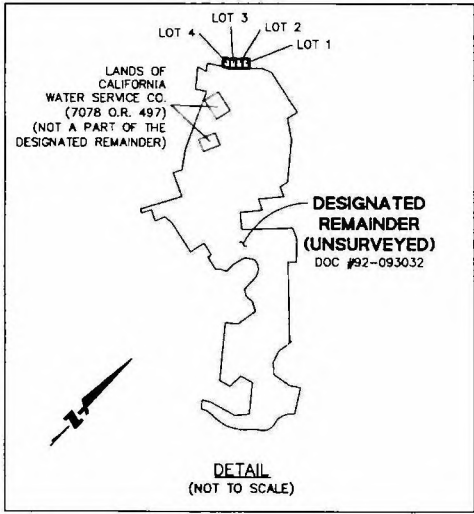 LOT 3
LOT 4
LOT 2
LOT 1
LANDS OF
CALIFORNIA
WATER SERVICE CO.
(7078 O.R. 497)
(NOT A PART OF THE
DESIGNATED REMAINDER)
DESIGNATED
REMAINDER
(UNSURVEYED)
DOC #92-093032
Z
DETAIL
(NOT TO SCALE)